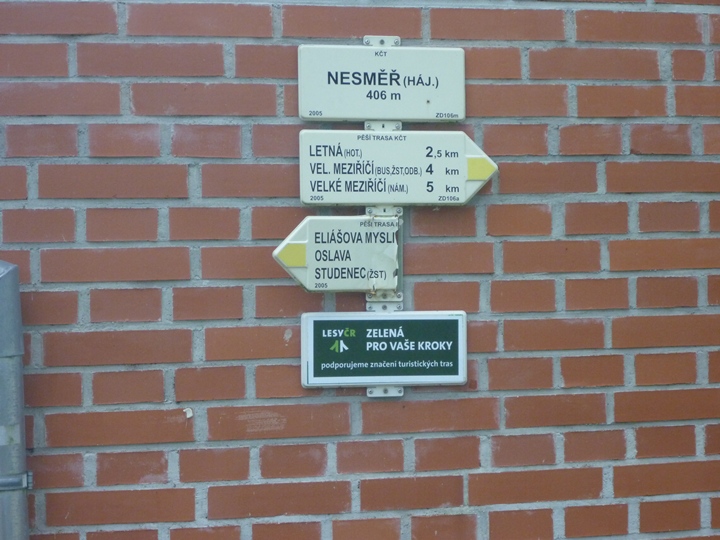 KČT
NESMĚŘ (HÁJ.)
406 m
2005 ZD106m
PĚŠÍ TRASA KČT
LETNÁ (HOT.) 2,5 km
VEL. MEZIŘÍČÍ (BUS,ŽST,ODB.) 4 km
VELKÉ MEZIŘÍČÍ (NÁM.) 5 km
2005 ZD106a
PĚŠÍ TRASA
ELIÁŠOVA MYSLI
OSLAVA
STUDENEC (ŽST)
2005
LESY ČR ZELENÁ
PRO VAŠE KROKY
podporujeme značení turistických tras